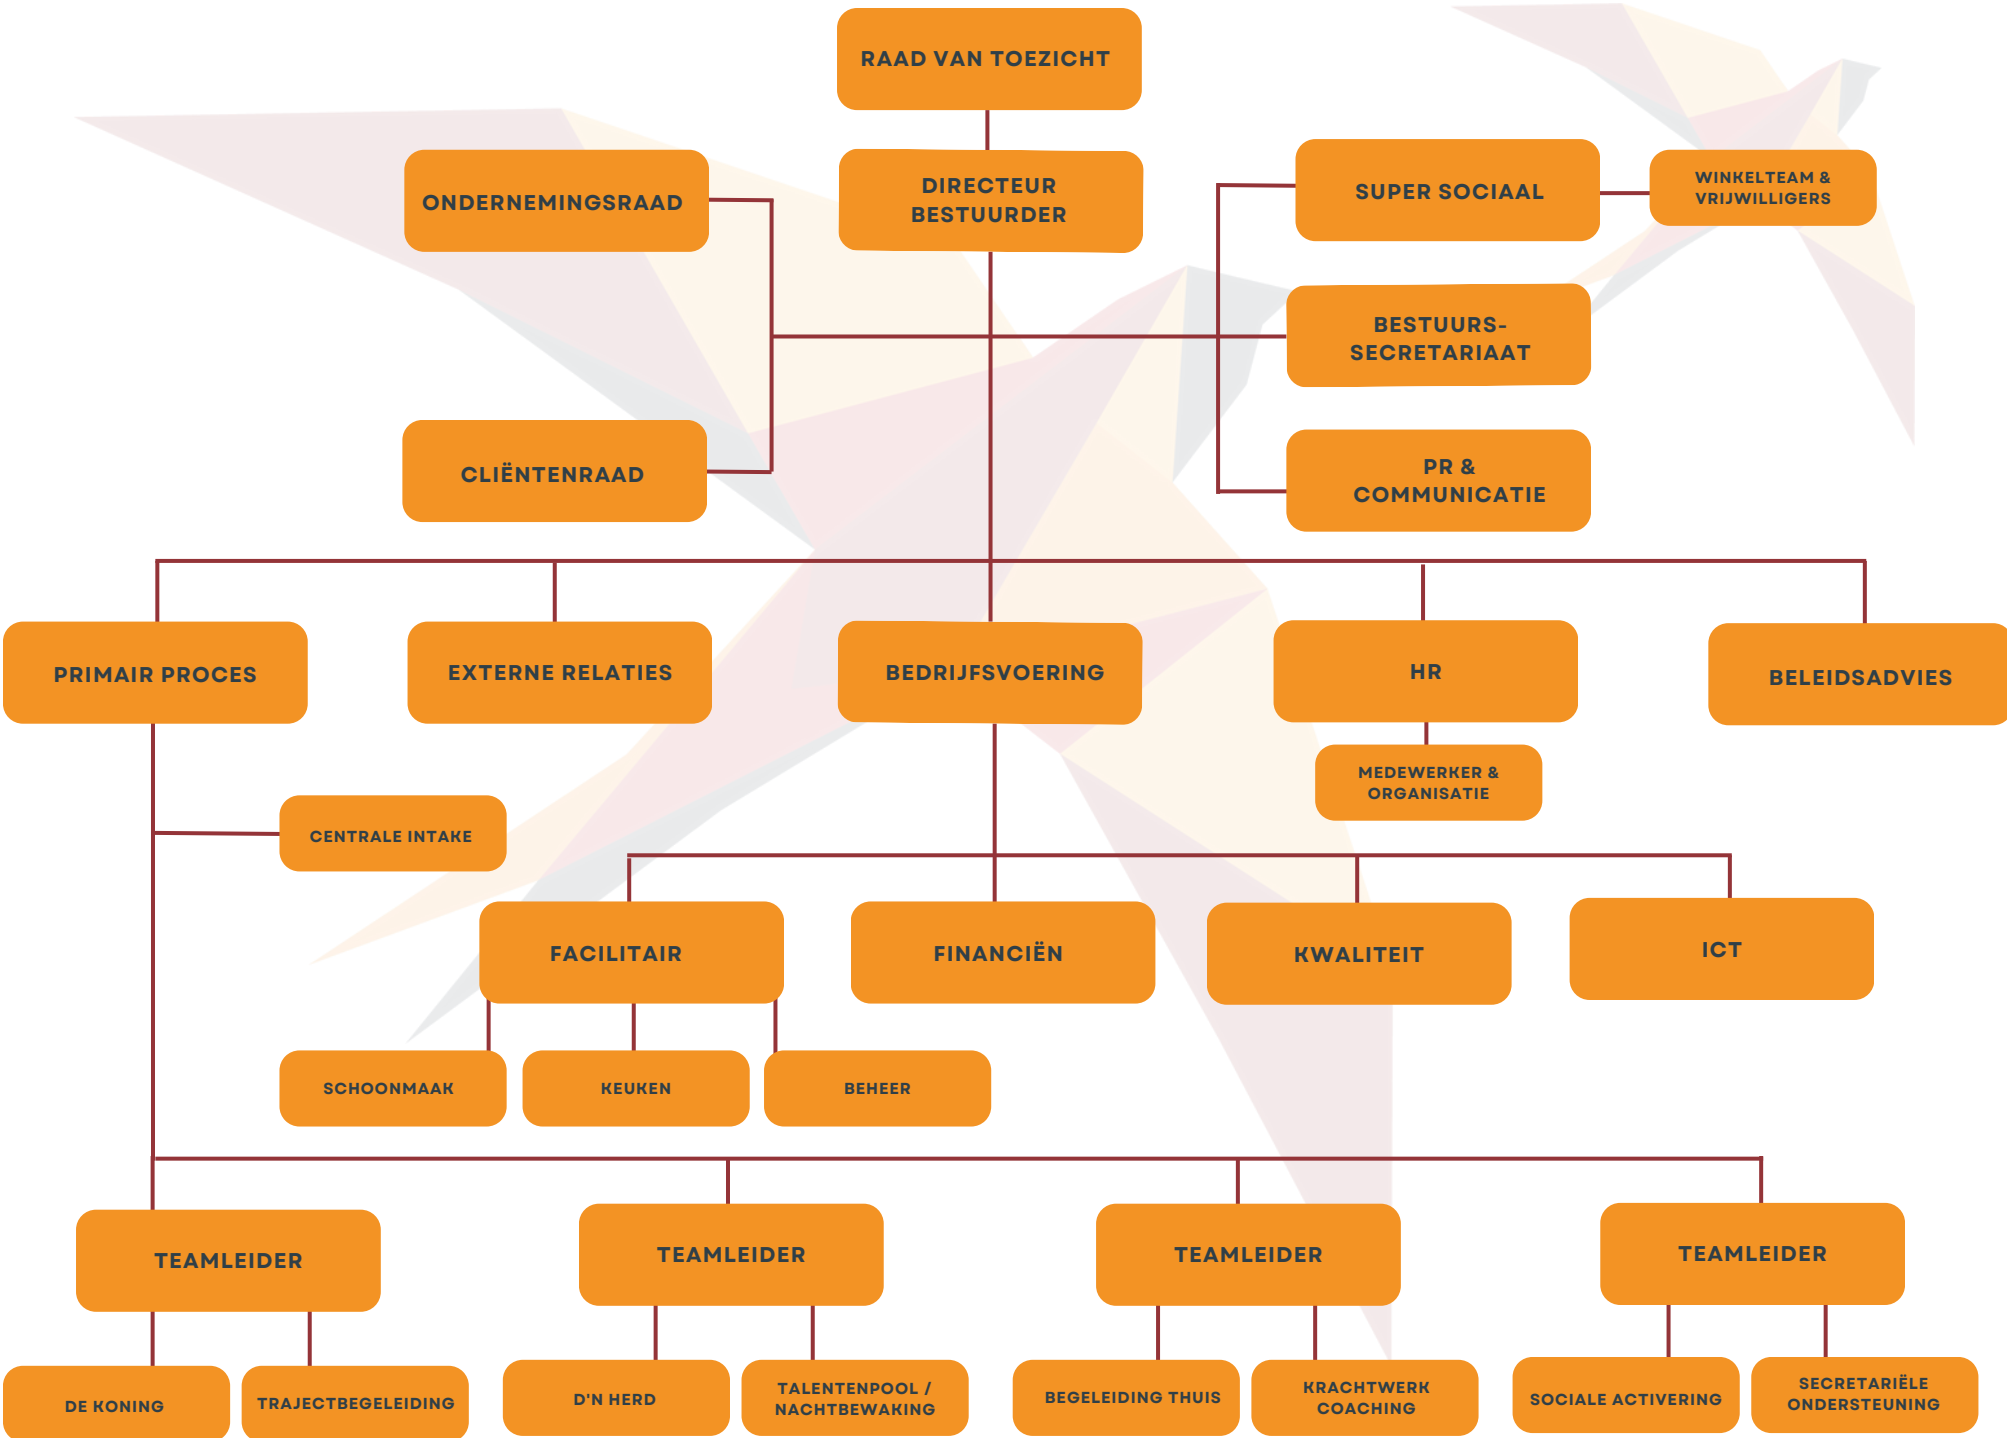 RAAD VAN TOEZICHT
ONDERNEMINGSRAAD
DIRECTEUR
BESTUURDER
SUPER SOCIAAL
WINKELTEAM &
VRIJWILLIGERS
BESTUURS-
SECRETARIAAT
CLIËNTENRAAD
PR &
COMMUNICATIE
PRIMAIR PROCES
EXTERNE RELATIES
BEDRIJFSVOERING
HR
BELEIDSADVIES
MEDEWERKER &
ORGANISATIE
CENTRALE INTAKE
FACILITAIR
FINANCIËN
KWALITEIT
ICT
SCHOONMAAK
KEUKEN
BEHEER
TEAMLEIDER
TEAMLEIDER
TEAMLEIDER
TEAMLEIDER
DE KONING
TRAJECTBEGELEIDING
D'N HERD
TALENTENPOOL /
NACHTBEWAKING
BEGELEIDING THUIS
KRACHTWERK
COACHING
SOCIALE ACTIVERING
SECRETARIËLE
ONDERSTEUNING